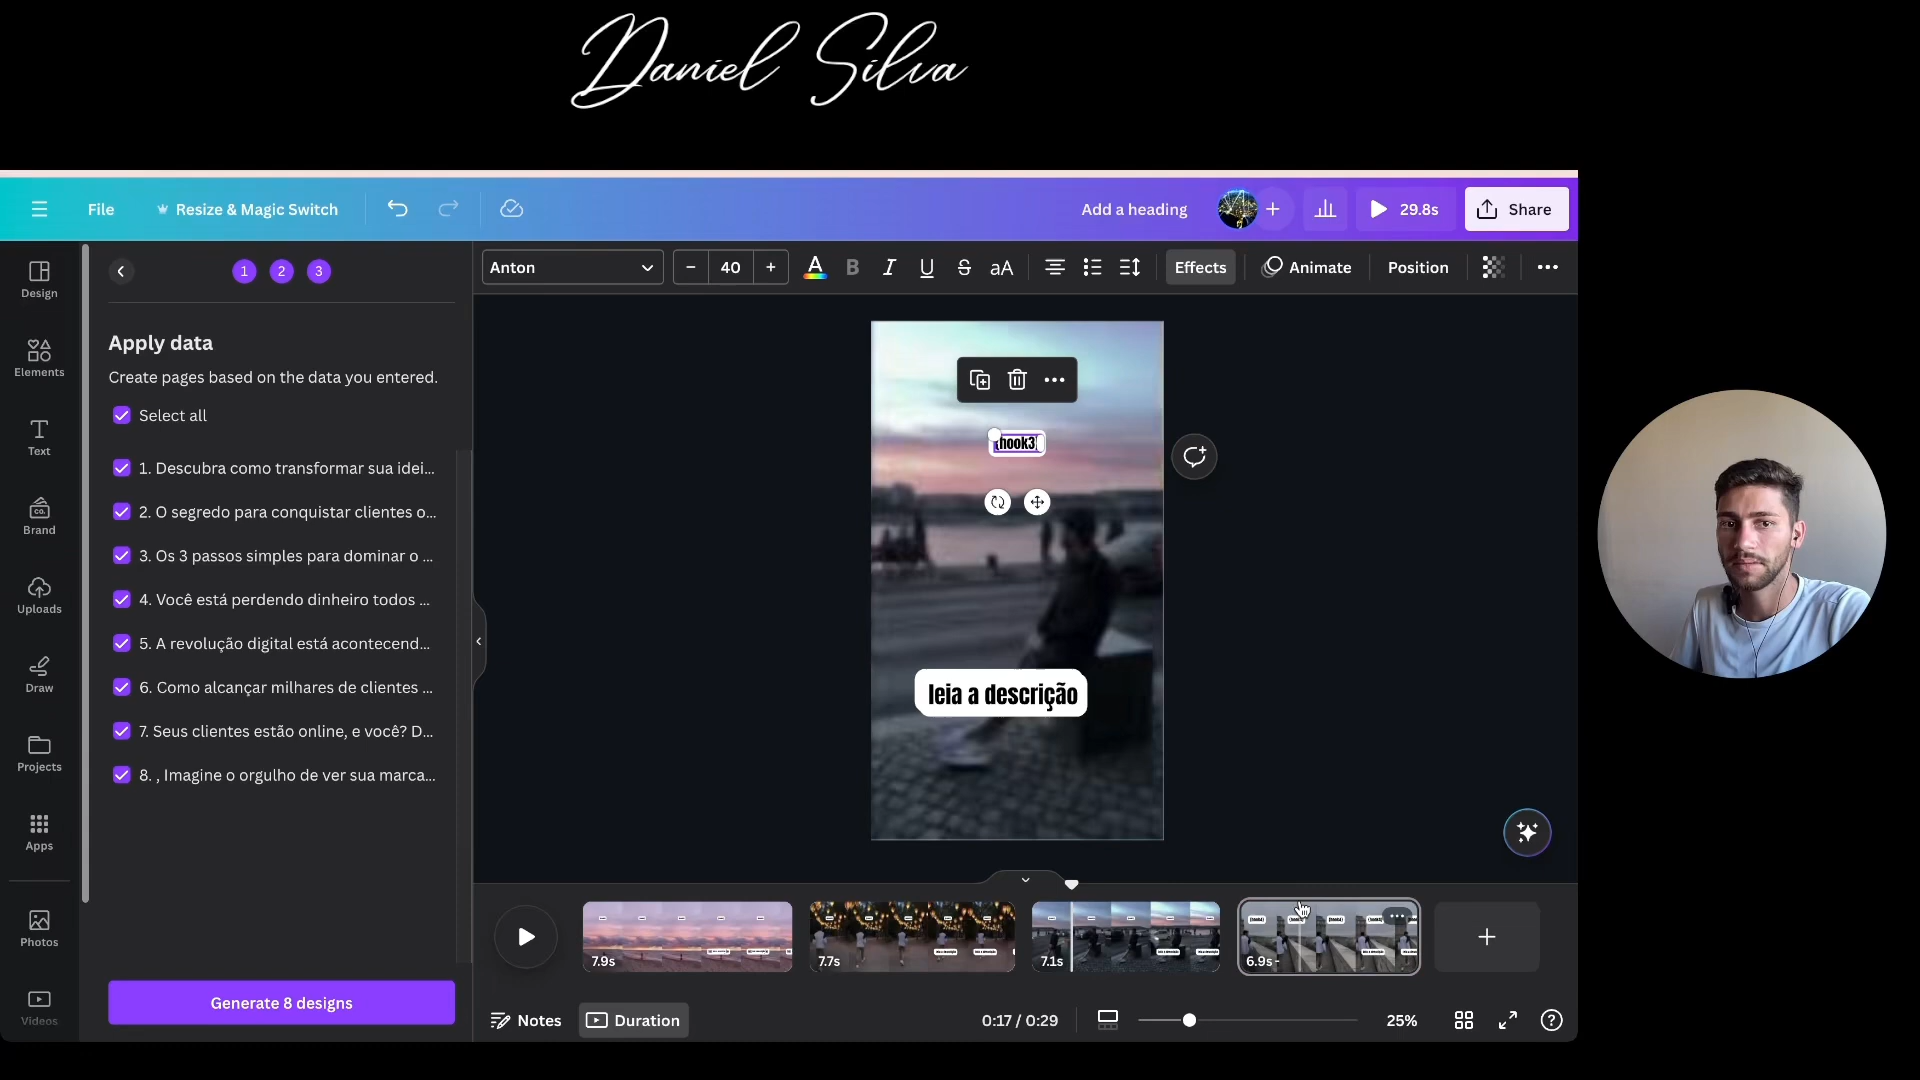 Daniel Silva
File
Resize & Magic Switch
Add a heading
29.8s
Share
Design
Elements
Text
Brand
Uploads
Draw
Projects
Apps
Photos
Videos
1 2 3
Apply data
Create pages based on the data you entered.
Select all
1. Descubra como transformar sua idei...
2. O segredo para conquistar clientes o...
3. Os 3 passos simples para dominar o ...
4. Você está perdendo dinheiro todos ...
5. A revolução digital está acontecend...
6. Como alcançar milhares de clientes ...
7. Seus clientes estão online, e você? D...
8. , Imagine o orgulho de ver sua marca...
Generate 8 designs
Anton
− 40 +
A B I U S aA
Effects
Animate
Position
hook3
leia a descrição
7.9s
7.7s
7.1s
6.9s
Notes
Duration
0:17 / 0:29
25%